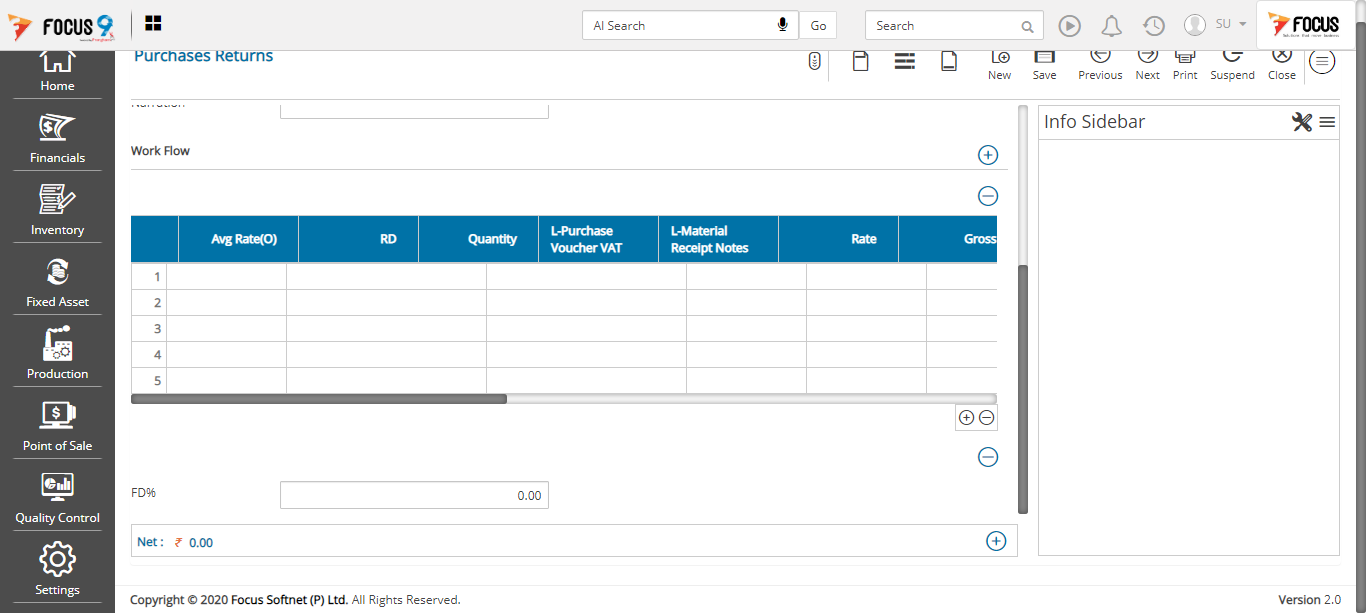 FOCUS 9
AI Search
Go
Search
SU
FOCUS
Home
Financials
Inventory
Fixed Asset
Production
Point of Sale
Quality Control
Settings
Purchases Returns
New
Save
Previous
Next
Print
Suspend
Close
Narration
Work Flow
Info Sidebar
Avg Rate(O)
RD
Quantity
L-Purchase
Voucher VAT
L-Material
Receipt Notes
Rate
Gross
1
2
3
4
5
FD%
0.00
Net : ₹ 0.00
Copyright © 2020 Focus Softnet (P) Ltd. All Rights Reserved.
Version 2.0